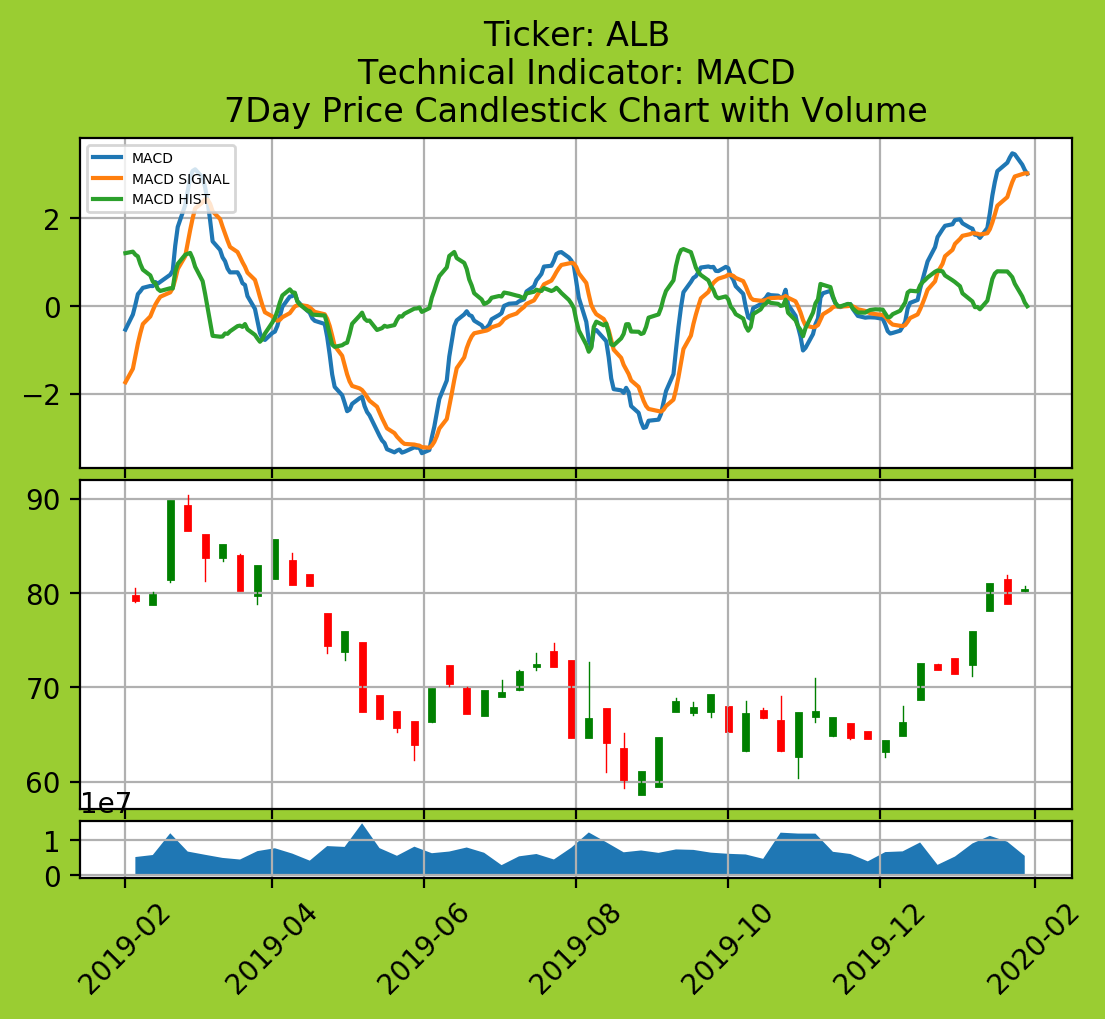 Ticker: ALB
Technical Indicator: MACD
7Day Price Candlestick Chart with Volume
MACD
MACD SIGNAL
MACD HIST
2
0
−2
90
80
70
60
1e7
1
0
2019-02
2019-04
2019-06
2019-08
2019-10
2019-12
2020-02